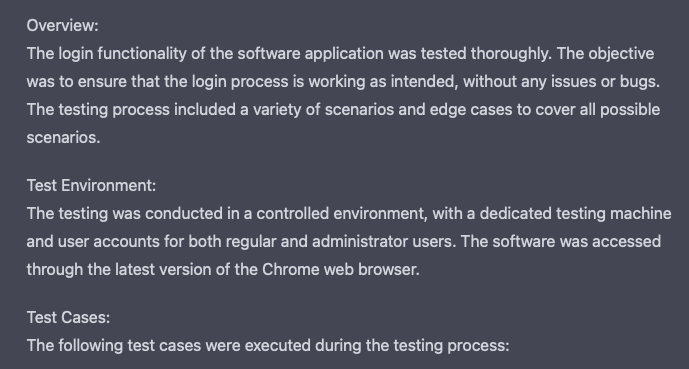 Overview:
The login functionality of the software application was tested thoroughly. The objective
was to ensure that the login process is working as intended, without any issues or bugs.
The testing process included a variety of scenarios and edge cases to cover all possible
scenarios.
Test Environment:
The testing was conducted in a controlled environment, with a dedicated testing machine
and user accounts for both regular and administrator users. The software was accessed
through the latest version of the Chrome web browser.
Test Cases:
The following test cases were executed during the testing process: